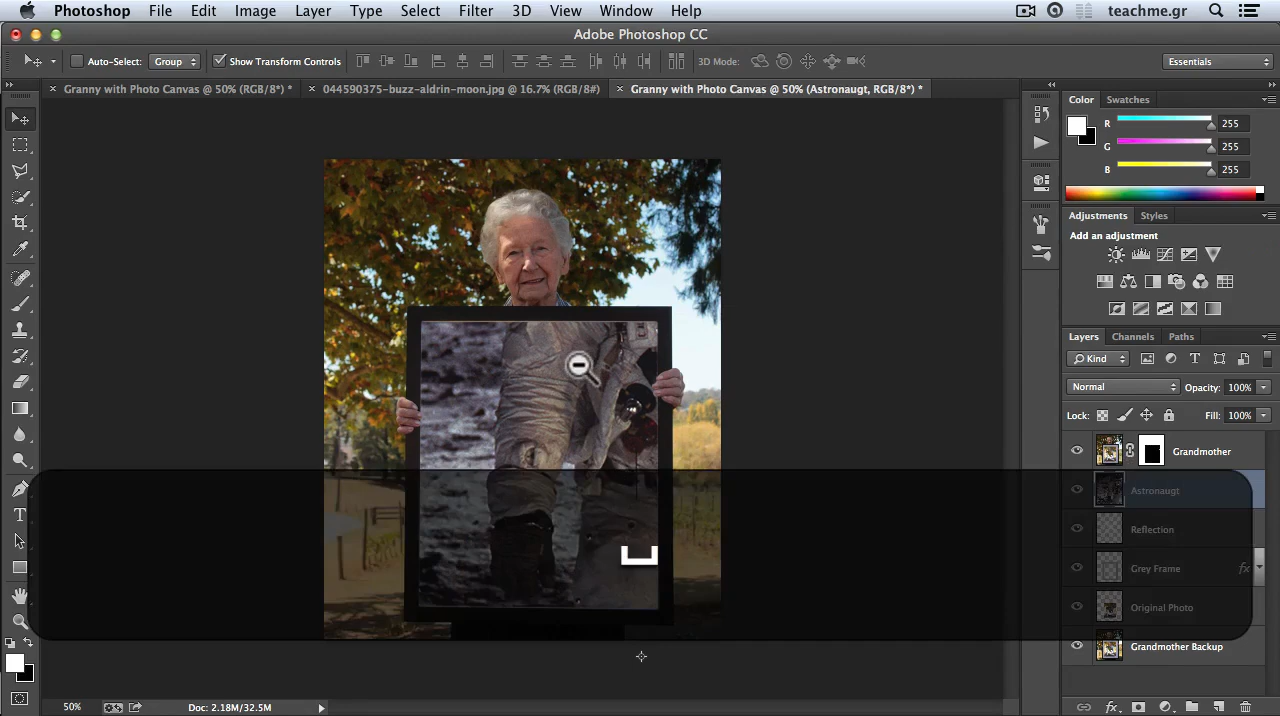 Photoshop File Edit Image Layer Type Select Filter 3D View Window Help teachme.gr
Adobe Photoshop CC
Auto-Select: Group Show Transform Controls 3D Mode: Essentials
Granny with Photo Canvas @ 50% (RGB/8*) * 044590375-buzz-aldrin-moon.jpg @ 16.7% (RGB/8#) Granny with Photo Canvas @ 50% (Astronaugt, RGB/8*) *
Color Swatches
R 255
G 255
B 255
Adjustments Styles
Add an adjustment
Layers Channels Paths
Kind
Normal Opacity: 100%
Lock: Fill: 100%
Grandmother
Astronaugt
Reflection
Grey Frame fx
Original Photo
Grandmother Backup
50% Doc: 2.18M/32.5M fx